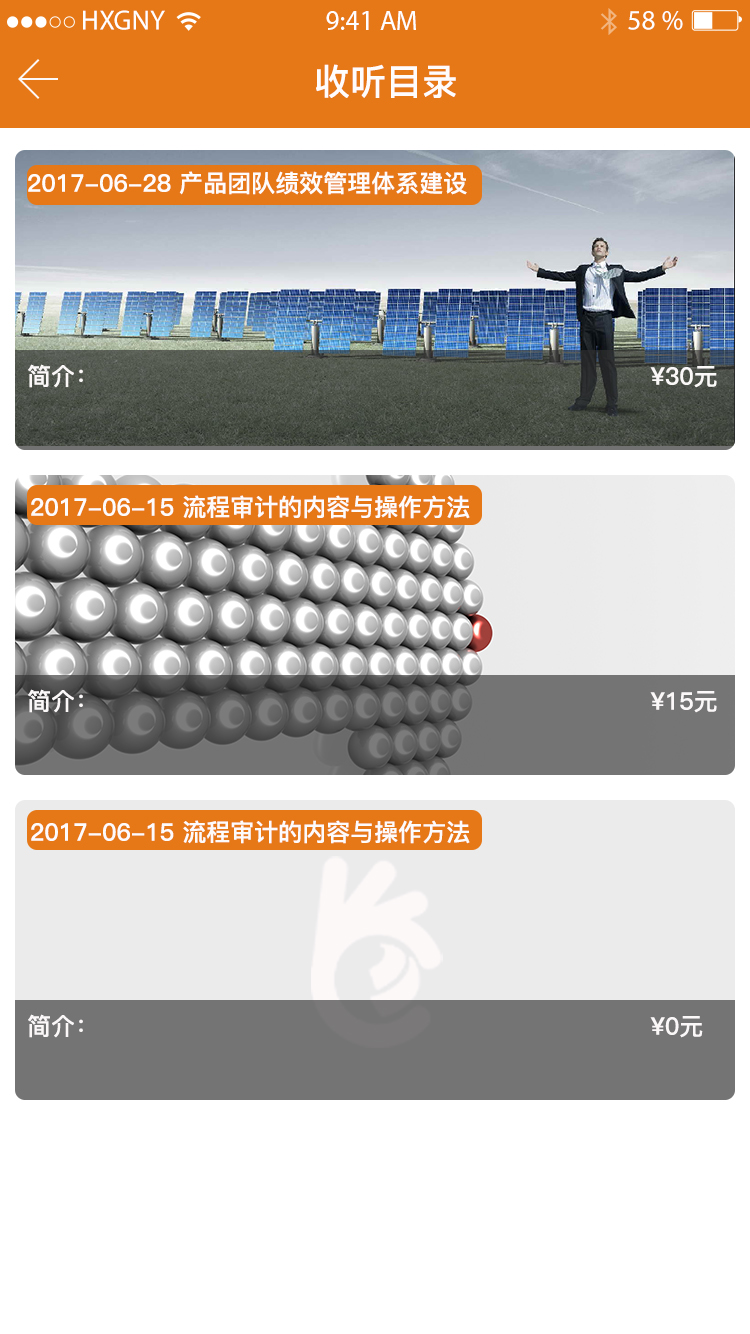 HXGNY 9:41 AM 58 %
收听目录
2017-06-28 产品团队绩效管理体系建设
简介: ¥30元
2017-06-15 流程审计的内容与操作方法
简介: ¥15元
2017-06-15 流程审计的内容与操作方法
简介: ¥0元